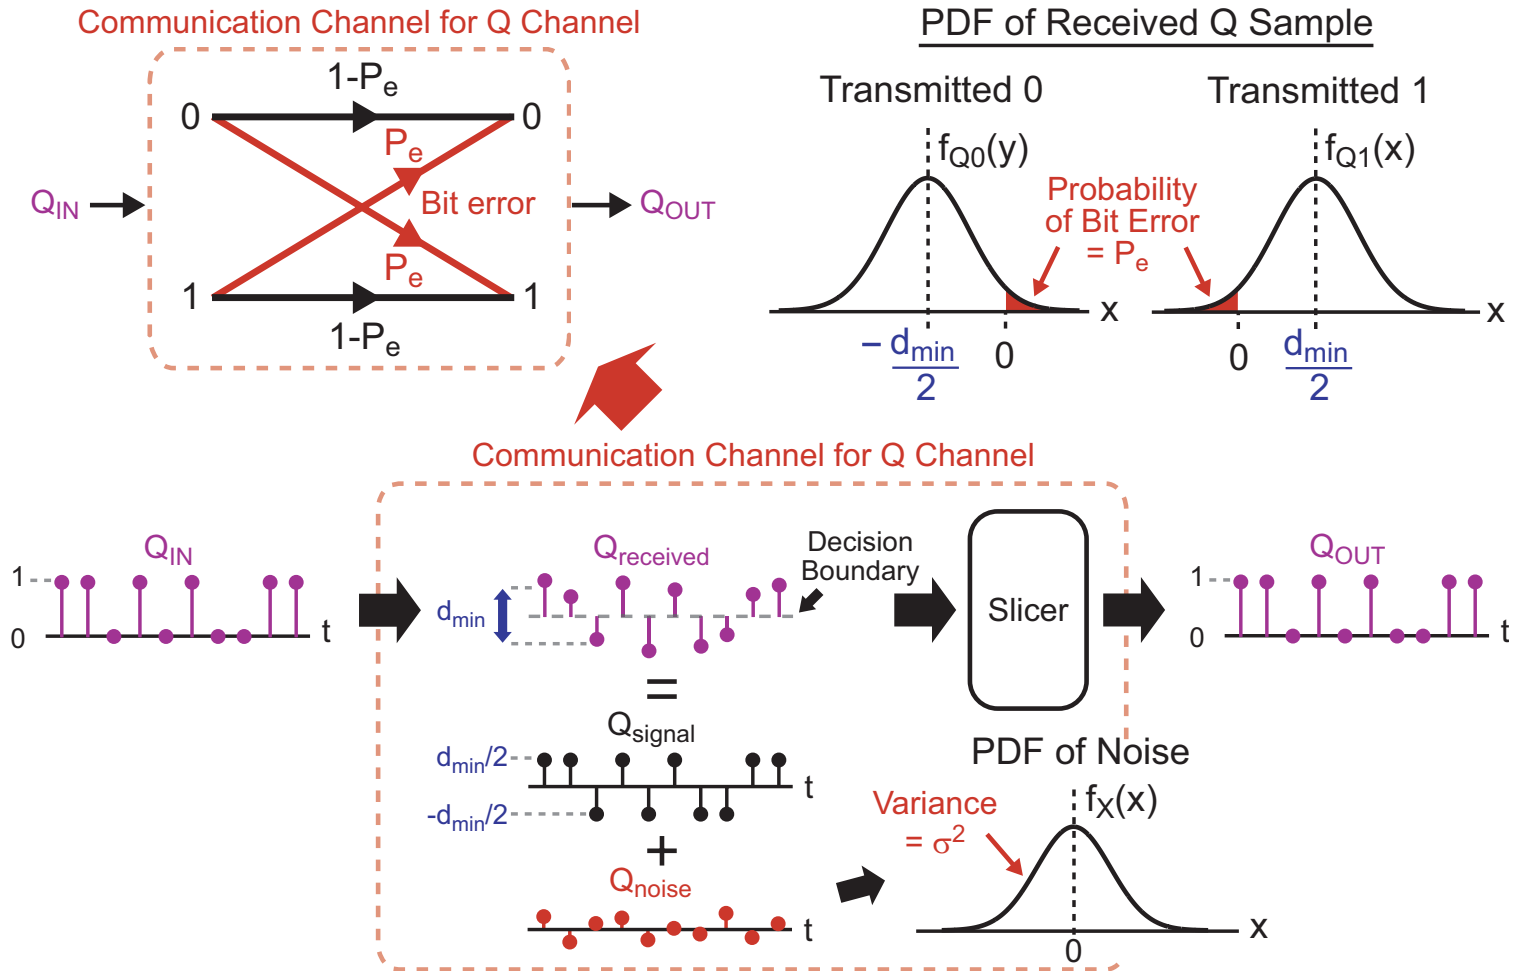 Communication Channel for Q Channel
1-Pe
0
0
Pe
Bit error
QIN
QOUT
Pe
1
1
1-Pe
PDF of Received Q Sample
Transmitted 0
Transmitted 1
fQ0(y)
fQ1(x)
Probability
of Bit Error
= Pe
x
x
- dmin
2
0
0
dmin
2
Communication Channel for Q Channel
QIN
1
0
t
Qreceived
dmin
Decision
Boundary
Slicer
QOUT
1
0
t
=
Qsignal
dmin/2
-dmin/2
t
+
Qnoise
t
PDF of Noise
fX(x)
Variance
= σ2
x
0